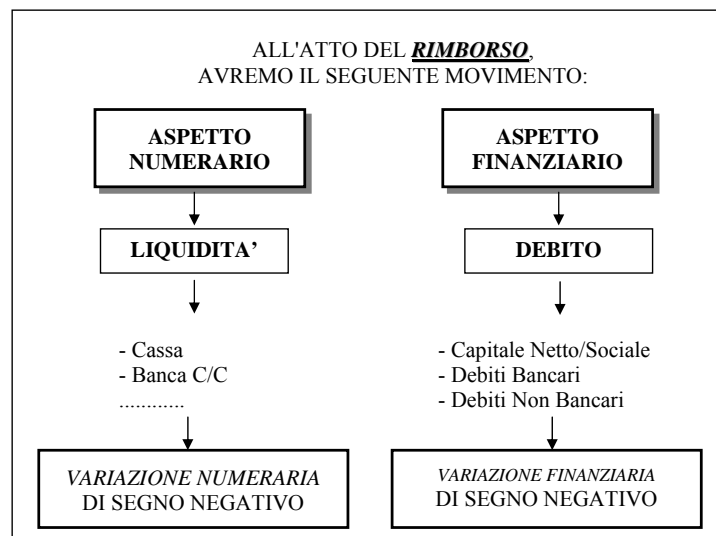 ALL'ATTO DEL RIMBORSO,
AVREMO IL SEGUENTE MOVIMENTO:
ASPETTO
NUMERARIO
LIQUIDITA’
- Cassa
- Banca C/C
............
VARIAZIONE NUMERARIA
DI SEGNO NEGATIVO
ASPETTO
FINANZIARIO
DEBITO
- Capitale Netto/Sociale
- Debiti Bancari
- Debiti Non Bancari
VARIAZIONE FINANZIARIA
DI SEGNO NEGATIVO